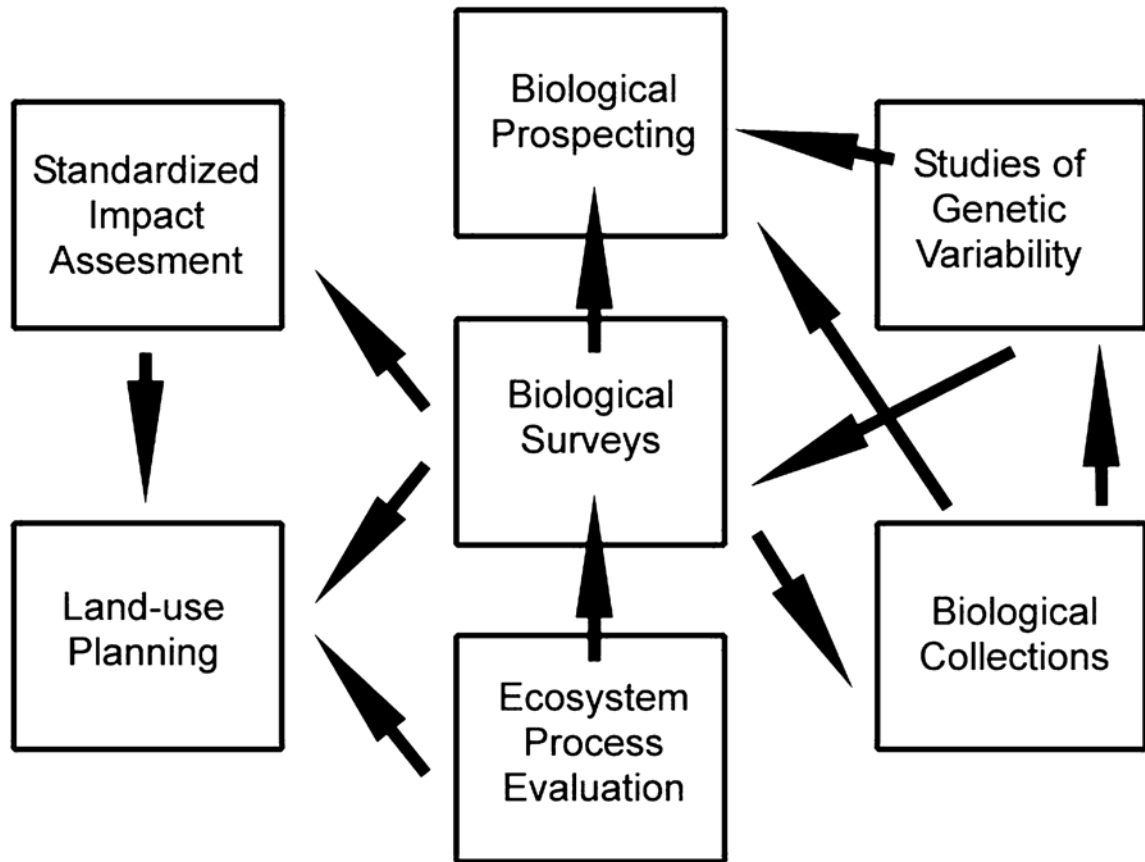 Biological
Prospecting
Standardized
Impact
Assesment
Studies of
Genetic
Variability
Biological
Surveys
Land-use
Planning
Ecosystem
Process
Evaluation
Biological
Collections